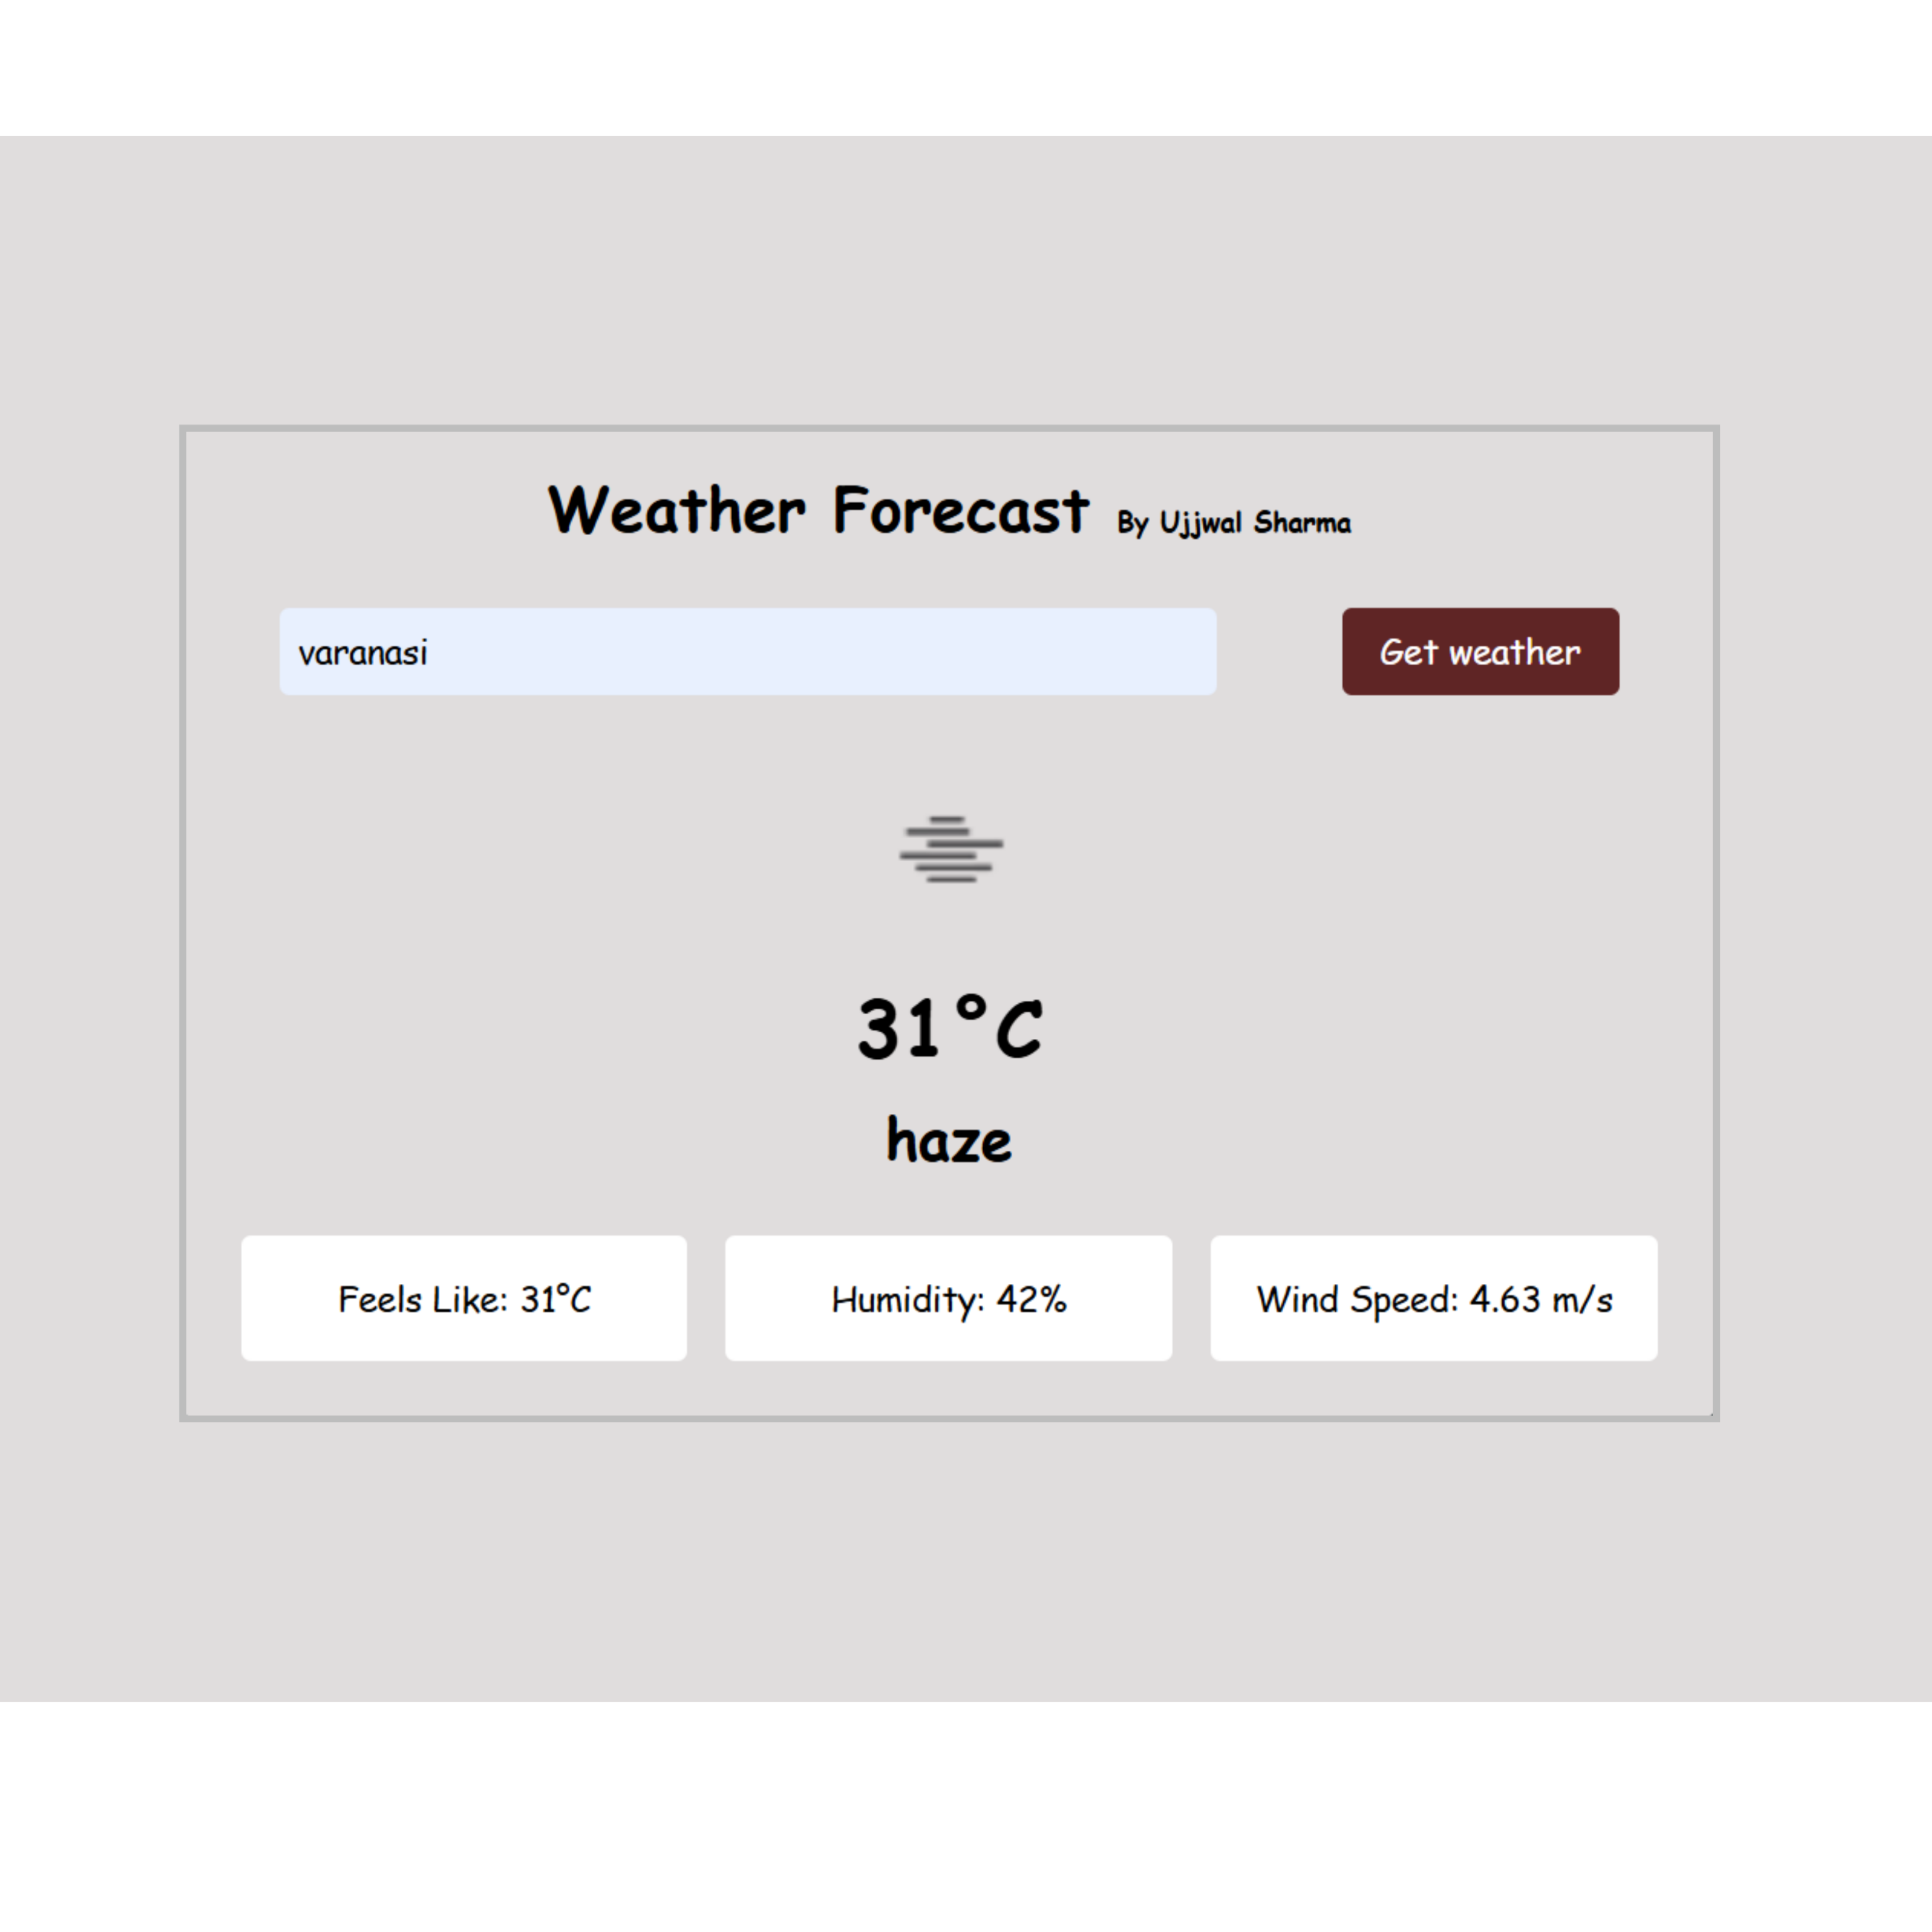 Weather Forecast By Ujjwal Sharma
varanasi
Get weather
31°C
haze
Feels Like: 31°C
Humidity: 42%
Wind Speed: 4.63 m/s